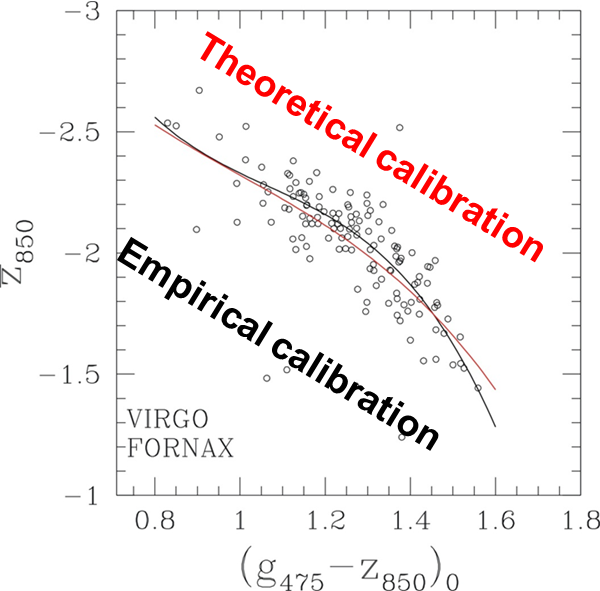 −3
−2.5
−2
−1.5
−1
z̅850
Theoretical calibration
Empirical calibration
VIRGO
FORNAX
0.8 1 1.2 1.4 1.6 1.8
(g475−z850)0